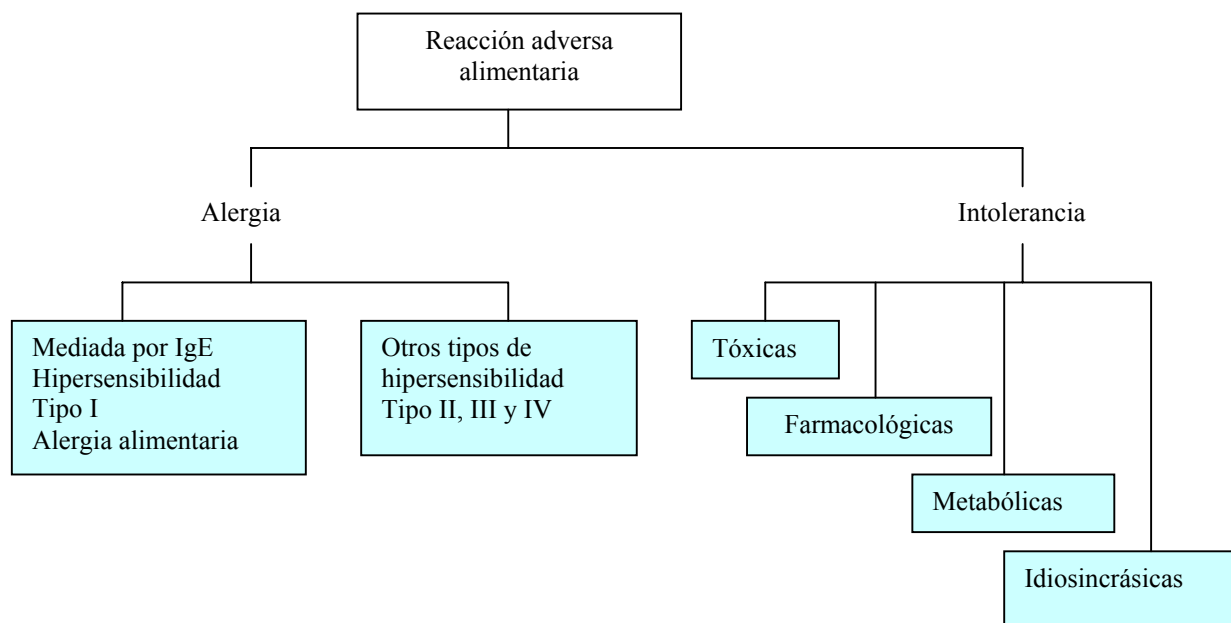 Reacción adversa
alimentaria
Alergia
Intolerancia
Mediada por IgE
Hipersensibilidad
Tipo I
Alergia alimentaria
Otros tipos de
hipersensibilidad
Tipo II, III y IV
Tóxicas
Farmacológicas
Metabólicas
Idiosincrásicas